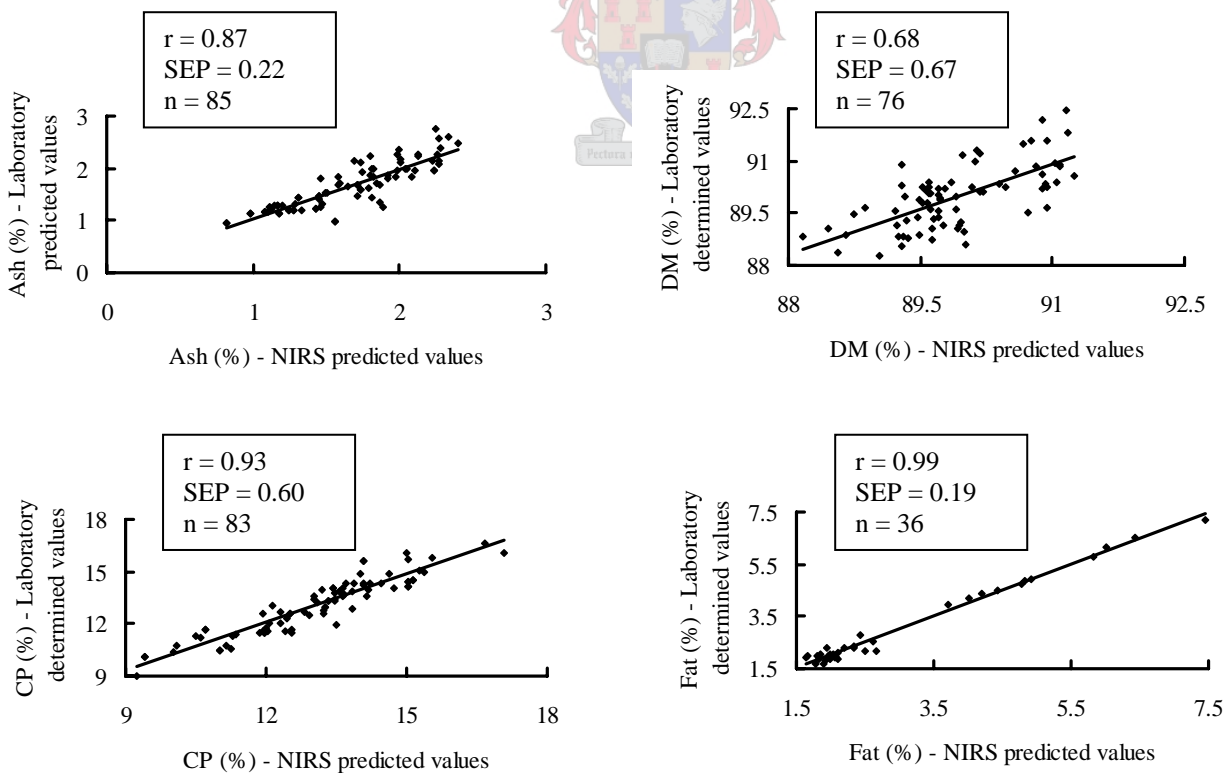 r = 0.87
SEP = 0.22
n = 85
Ash (%) - Laboratory
predicted values
3
2
1
0
0 1 2 3
Ash (%) - NIRS predicted values
r = 0.68
SEP = 0.67
n = 76
DM (%) - Laboratory
determined values
92.5
91
89.5
88
88 89.5 91 92.5
DM (%) - NIRS predicted values
Pectura
r = 0.93
SEP = 0.60
n = 83
CP (%) - Laboratory
determined values
18
15
12
9
9 12 15 18
CP (%) - NIRS predicted values
r = 0.99
SEP = 0.19
n = 36
Fat (%) - Laboratory
determined values
7.5
5.5
3.5
1.5
1.5 3.5 5.5 7.5
Fat (%) - NIRS predicted values